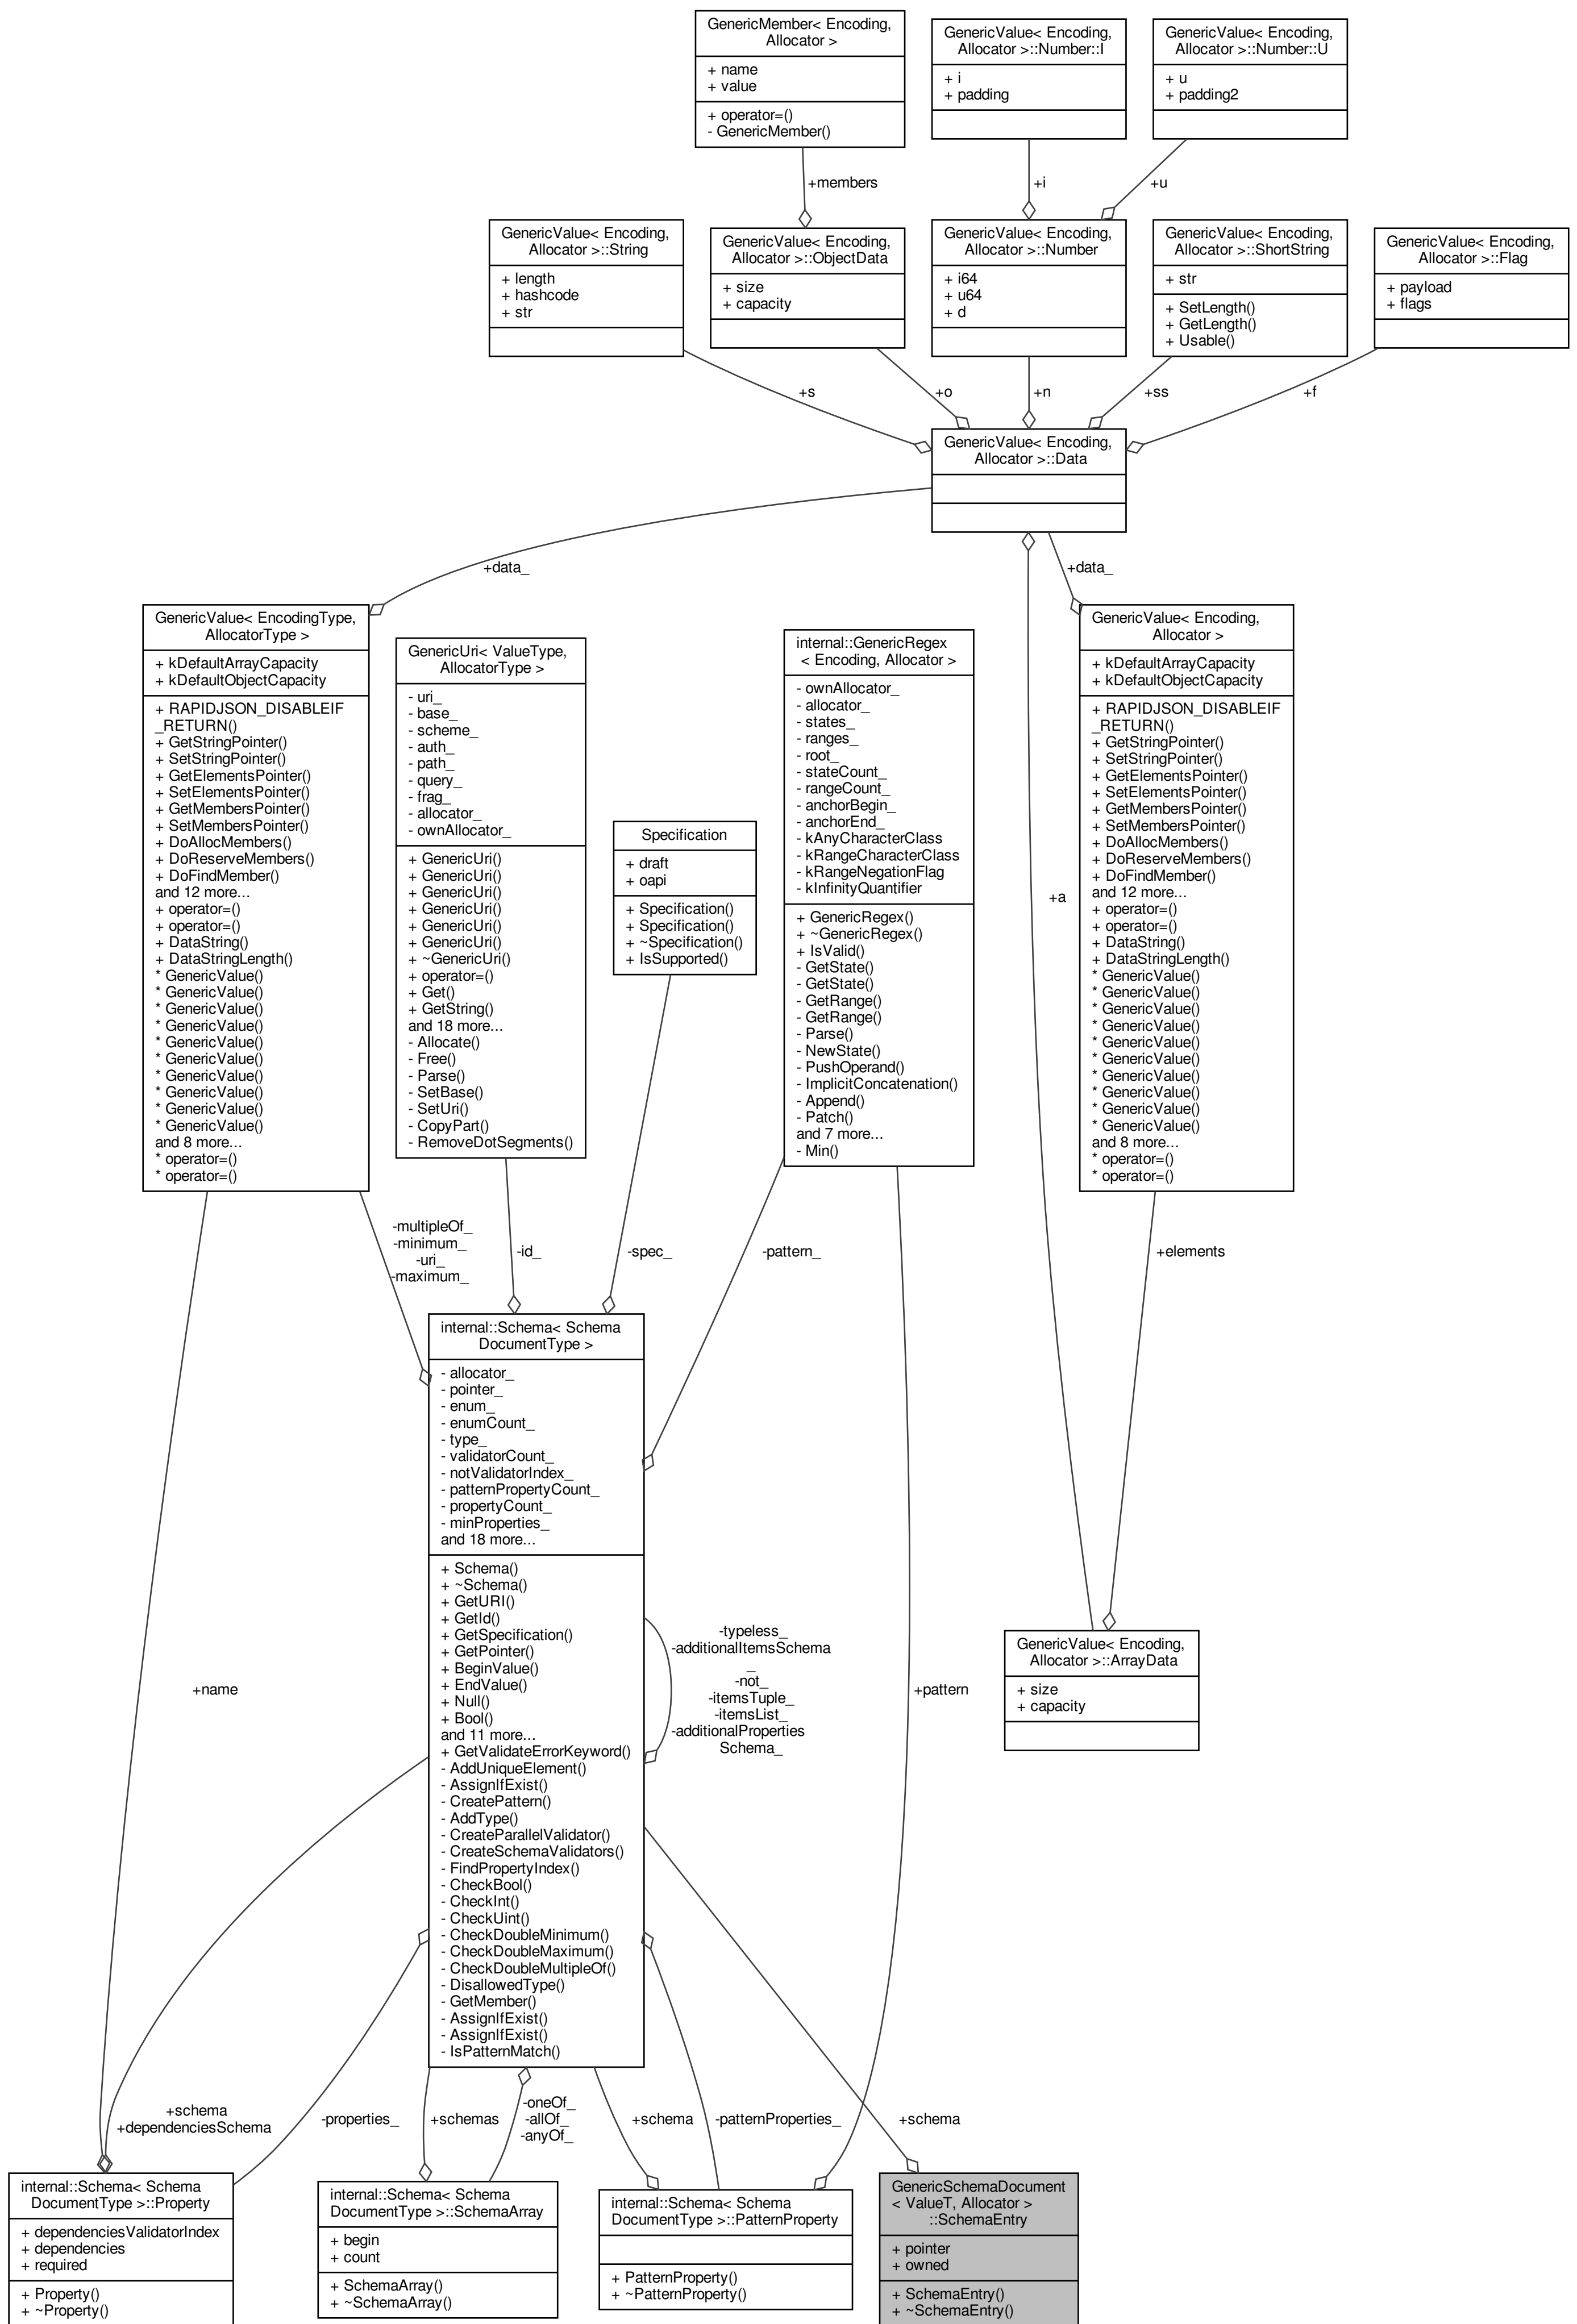 GenericMember< Encoding,
Allocator >
+ name
+ value
+ operator=()
- GenericMember()
GenericValue< Encoding,
Allocator >::Number::I
+ i
+ padding
GenericValue< Encoding,
Allocator >::Number::U
+ u
+ padding2
+members
+i
+u
GenericValue< Encoding,
Allocator >::String
+ length
+ hashcode
+ str
GenericValue< Encoding,
Allocator >::ObjectData
+ size
+ capacity
GenericValue< Encoding,
Allocator >::Number
+ i64
+ u64
+ d
GenericValue< Encoding,
Allocator >::ShortString
+ str
+ SetLength()
+ GetLength()
+ Usable()
GenericValue< Encoding,
Allocator >::Flag
+ payload
+ flags
+s
+o
+n
+ss
+f
GenericValue< Encoding,
Allocator >::Data
+data_
+data_
GenericValue< EncodingType,
AllocatorType >
+ kDefaultArrayCapacity
+ kDefaultObjectCapacity
+ RAPIDJSON_DISABLEIF
_RETURN()
+ GetStringPointer()
+ SetStringPointer()
+ GetElementsPointer()
+ SetElementsPointer()
+ GetMembersPointer()
+ SetMembersPointer()
+ DoAllocMembers()
+ DoReserveMembers()
+ DoFindMember()
and 12 more...
+ operator=()
+ operator=()
+ DataString()
+ DataStringLength()
* GenericValue()
* GenericValue()
* GenericValue()
* GenericValue()
* GenericValue()
* GenericValue()
* GenericValue()
* GenericValue()
* GenericValue()
* GenericValue()
and 8 more...
* operator=()
* operator=()
GenericUri< ValueType,
AllocatorType >
- uri_
- base_
- scheme_
- auth_
- path_
- query_
- frag_
- allocator_
- ownAllocator_
+ GenericUri()
+ GenericUri()
+ GenericUri()
+ GenericUri()
+ GenericUri()
+ GenericUri()
+ ~GenericUri()
+ operator=()
+ Get()
+ GetString()
and 18 more...
- Allocate()
- Free()
- Parse()
- SetBase()
- SetUri()
- CopyPart()
- RemoveDotSegments()
Specification
+ draft
+ oapi
+ Specification()
+ Specification()
+ ~Specification()
+ IsSupported()
internal::GenericRegex
< Encoding, Allocator >
- ownAllocator_
- allocator_
- states_
- ranges_
- root_
- stateCount_
- rangeCount_
- anchorBegin_
- anchorEnd_
- kAnyCharacterClass
- kRangeCharacterClass
- kRangeNegationFlag
- kInfinityQuantifier
+ GenericRegex()
+ ~GenericRegex()
+ IsValid()
- GetState()
- GetState()
- GetRange()
- GetRange()
- Parse()
- NewState()
- PushOperand()
- ImplicitConcatenation()
- Append()
- Patch()
and 7 more...
- Min()
+a
GenericValue< Encoding,
Allocator >
+ kDefaultArrayCapacity
+ kDefaultObjectCapacity
+ RAPIDJSON_DISABLEIF
_RETURN()
+ GetStringPointer()
+ SetStringPointer()
+ GetElementsPointer()
+ SetElementsPointer()
+ GetMembersPointer()
+ SetMembersPointer()
+ DoAllocMembers()
+ DoReserveMembers()
+ DoFindMember()
and 12 more...
+ operator=()
+ operator=()
+ DataString()
+ DataStringLength()
* GenericValue()
* GenericValue()
* GenericValue()
* GenericValue()
* GenericValue()
* GenericValue()
* GenericValue()
* GenericValue()
* GenericValue()
* GenericValue()
and 8 more...
* operator=()
* operator=()
-multipleOf_
-minimum_
-uri_
-maximum_
-id_
-spec_
-pattern_
+elements
internal::Schema< Schema
DocumentType >
- allocator_
- pointer_
- enum_
- enumCount_
- type_
- validatorCount_
- notValidatorIndex_
- patternPropertyCount_
- propertyCount_
- minProperties_
and 18 more...
+ Schema()
+ ~Schema()
+ GetURI()
+ GetId()
+ GetSpecification()
+ GetPointer()
+ BeginValue()
+ EndValue()
+ Null()
+ Bool()
and 11 more...
+ GetValidateErrorKeyword()
- AddUniqueElement()
- AssignIfExist()
- CreatePattern()
- AddType()
- CreateParallelValidator()
- CreateSchemaValidators()
- FindPropertyIndex()
- CheckBool()
- CheckInt()
- CheckUint()
- CheckDoubleMinimum()
- CheckDoubleMaximum()
- CheckDoubleMultipleOf()
- DisallowedType()
- GetMember()
- AssignIfExist()
- AssignIfExist()
- IsPatternMatch()
-typeless_
-additionalItemsSchema
_
-not_
-itemsTuple_
-itemsList_
-additionalProperties
Schema_
+name
+pattern
GenericValue< Encoding,
Allocator >::ArrayData
+ size
+ capacity
+schema
+dependenciesSchema
-properties_
+schemas
-oneOf_
-allOf_
-anyOf_
+schema
-patternProperties_
+schema
internal::Schema< Schema
DocumentType >::Property
+ dependenciesValidatorIndex
+ dependencies
+ required
+ Property()
+ ~Property()
internal::Schema< Schema
DocumentType >::SchemaArray
+ begin
+ count
+ SchemaArray()
+ ~SchemaArray()
internal::Schema< Schema
DocumentType >::PatternProperty
+ PatternProperty()
+ ~PatternProperty()
GenericSchemaDocument
< ValueT, Allocator >
::SchemaEntry
+ pointer
+ owned
+ SchemaEntry()
+ ~SchemaEntry()